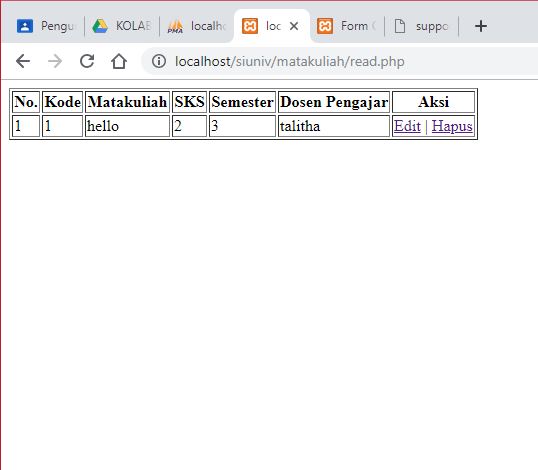 Pengu
KOLAB
localho
loc
Form
suppo
localhost/siuniv/matakuliah/read.php
No. Kode Matakuliah SKS Semester Dosen Pengajar Aksi
1 1 hello 2 3 talitha Edit | Hapus